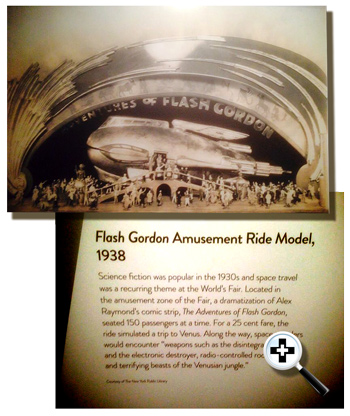 VENTURES OF FLASH GORDON
Flash Gordon Amusement Ride Model,
1938
Science fiction was popular in the 1930s and space travel
was a recurring theme at the World's Fair. Located in
the amusement zone of the Fair, a dramatization of Alex
Raymond's comic strip, The Adventures of Flash Gordon,
seated 150 passengers at a time. For a 25 cent fare, the
ride simulated a trip to Venus. Along the way, space
would encounter "weapons such as the
and the electronic destroyer, radio-controlled
and terrifying beasts of the Venusian jungle."
Courtesy of The New York Public Library